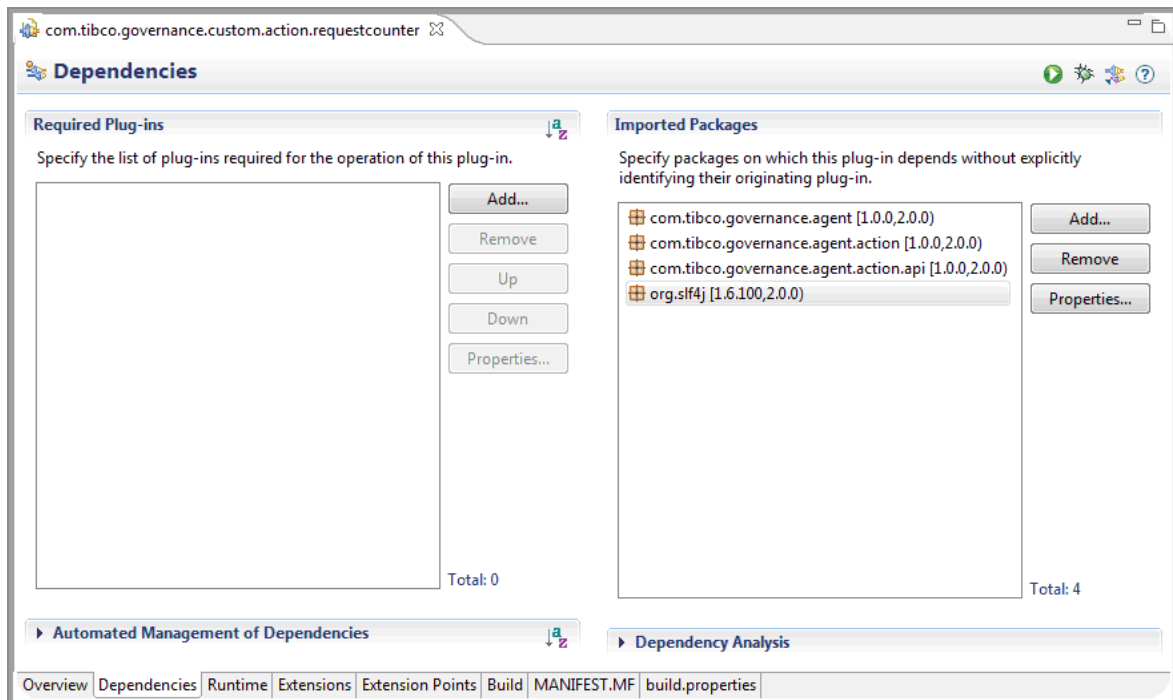 com.tibco.governance.custom.action.requestcounter
Dependencies
Required Plug-ins
a
z
Specify the list of plug-ins required for the operation of this plug-in.
Add...
Remove
Up
Down
Properties...
Total: 0
Automated Management of Dependencies
a
z
Imported Packages
Specify packages on which this plug-in depends without explicitly
identifying their originating plug-in.
com.tibco.governance.agent [1.0.0,2.0.0)
com.tibco.governance.agent.action [1.0.0,2.0.0)
com.tibco.governance.agent.action.api [1.0.0,2.0.0)
org.slf4j [1.6.100,2.0.0)
Add...
Remove
Properties...
Total: 4
Dependency Analysis
Overview Dependencies Runtime Extensions Extension Points Build MANIFEST.MF build.properties